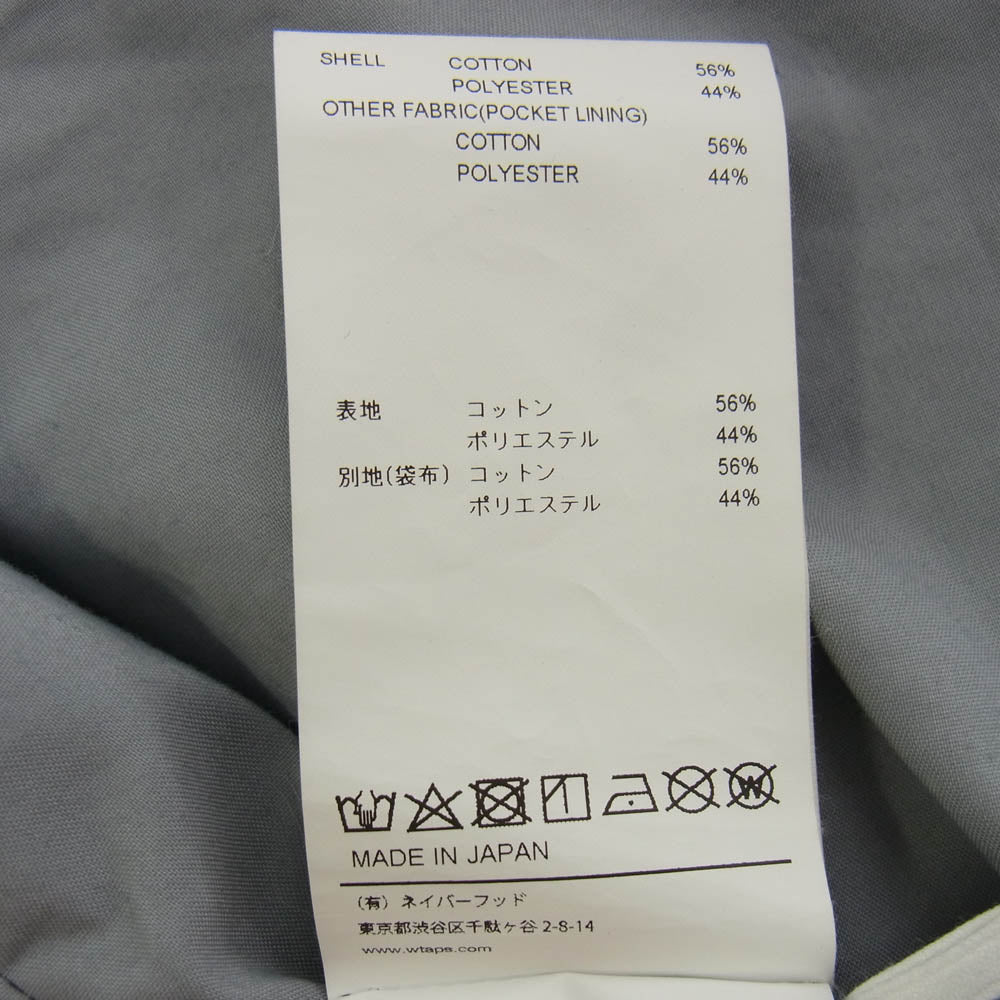 SHELL COTTON 56%
POLYESTER 44%
OTHER FABRIC(POCKET LINING)
COTTON 56%
POLYESTER 44%
表地 コットン 56%
ポリエステル 44%
別地(袋布) コットン 56%
ポリエステル 44%
W
MADE IN JAPAN
(有) ネイバーフッド
東京都渋谷区千駄ヶ谷 2-8-14
www.wtaps.com